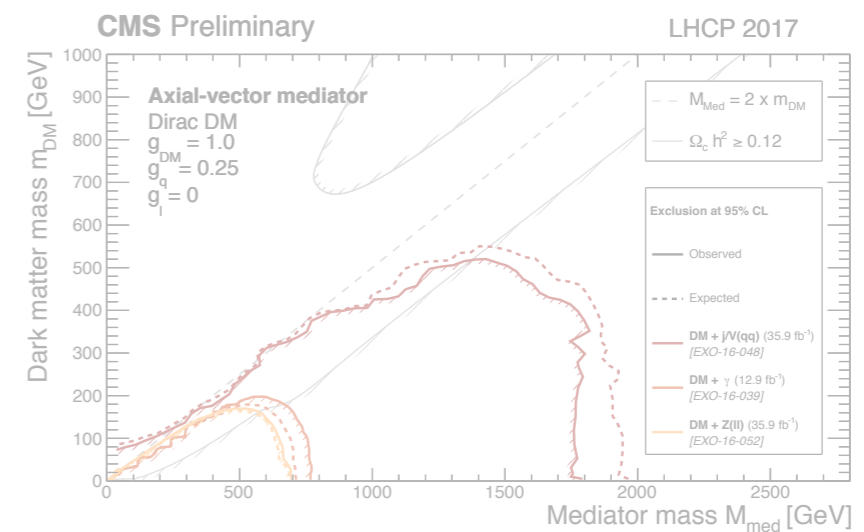 CMS Preliminary
LHCP 2017
Dark matter mass m_DM [GeV]
1000
900
800
700
600
500
400
300
200
100
0
Axial-vector mediator
Dirac DM
g_DM = 1.0
g_q = 0.25
g_l = 0
M_Med = 2 x m_DM
Ω_c h² ≥ 0.12
Exclusion at 95% CL
Observed
Expected
DM + j/V(qq) (35.9 fb⁻¹)
[EXO-16-048]
DM + γ (12.9 fb⁻¹)
[EXO-16-039]
DM + Z(ll) (35.9 fb⁻¹)
[EXO-16-052]
0 500 1000 1500 2000 2500
Mediator mass M_med [GeV]